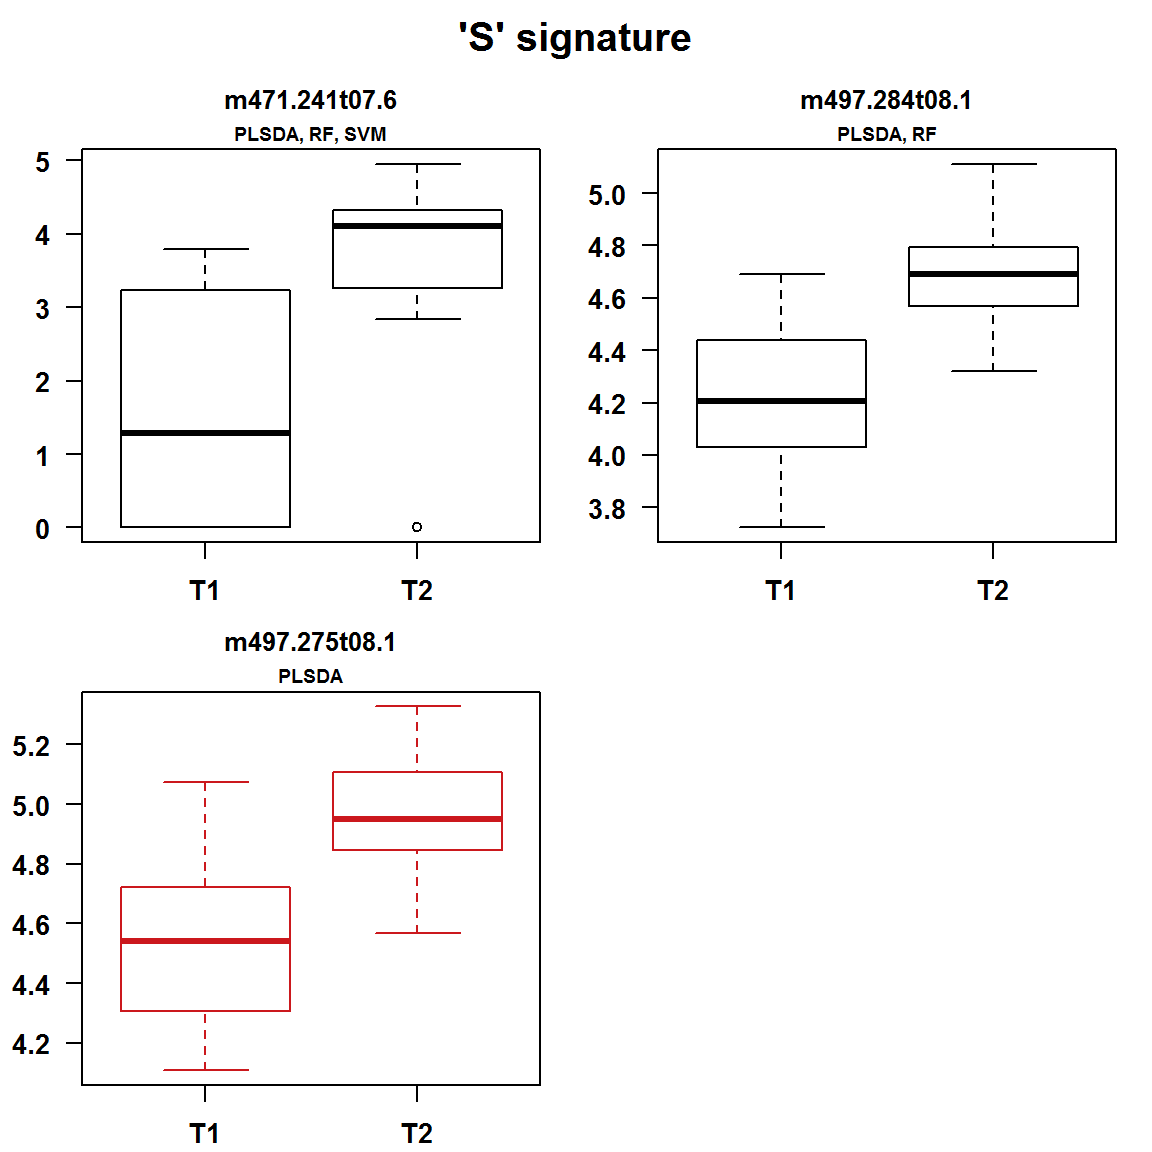 'S' signature
m471.241t07.6
PLSDA, RF, SVM
5
4
3
2
1
0
T1 T2
m497.284t08.1
PLSDA, RF
5.0
4.8
4.6
4.4
4.2
4.0
3.8
T1 T2
m497.275t08.1
PLSDA
5.2
5.0
4.8
4.6
4.4
4.2
T1 T2